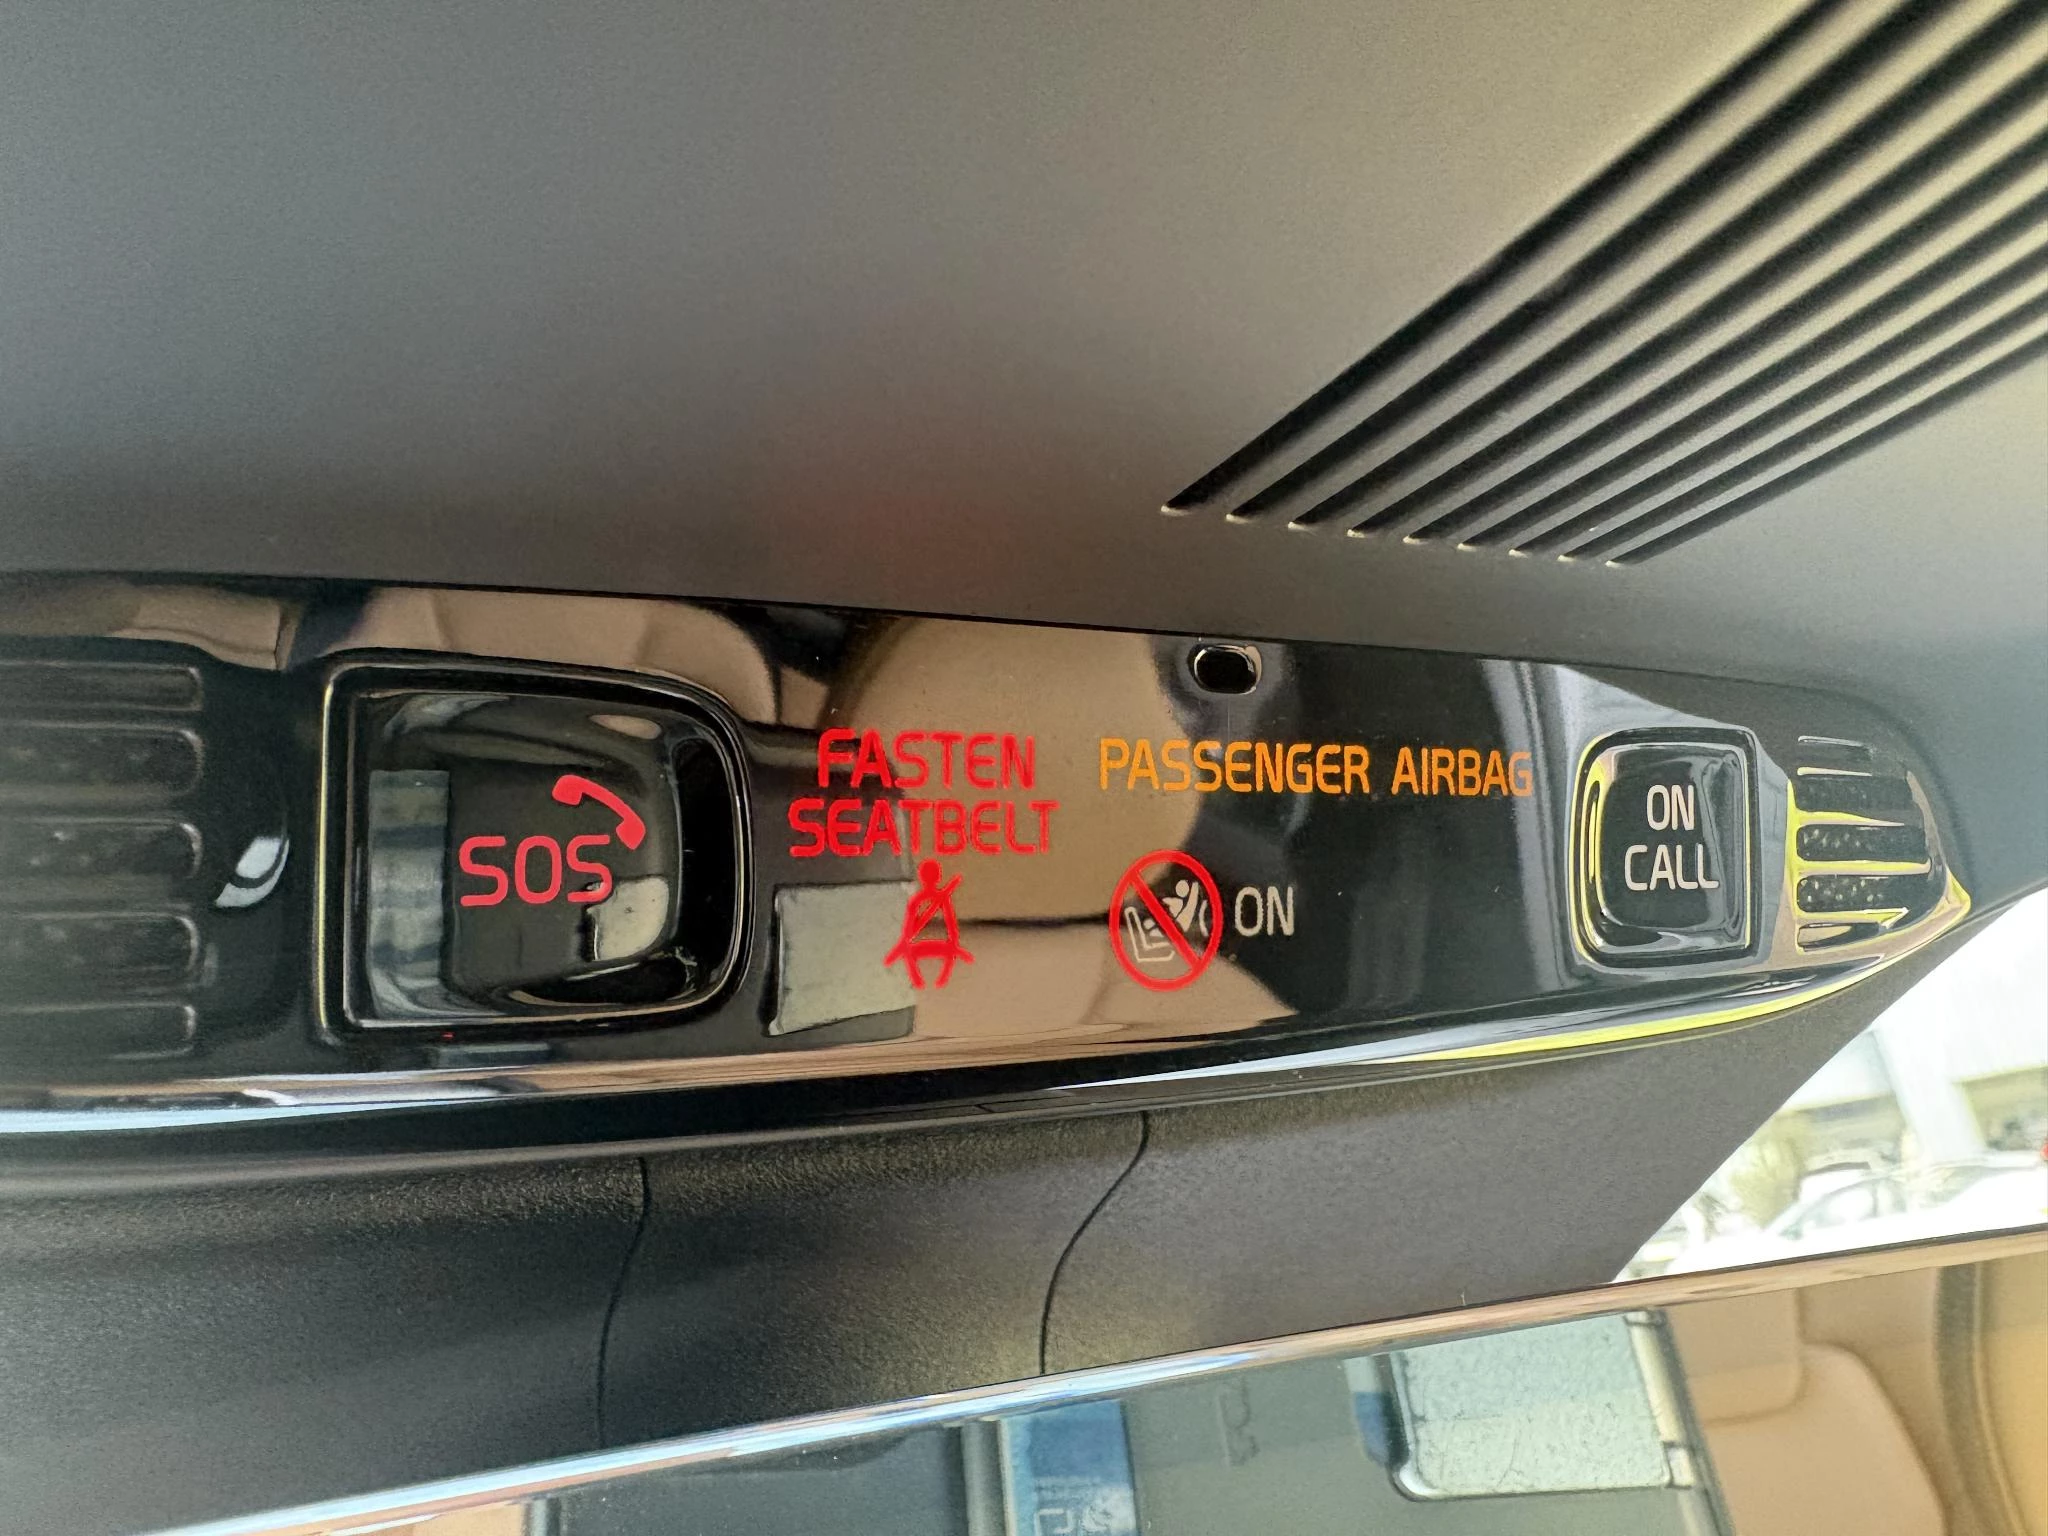 SOS
FASTEN
SEATBELT
PASSENGER AIRBAG
ON
ON
CALL